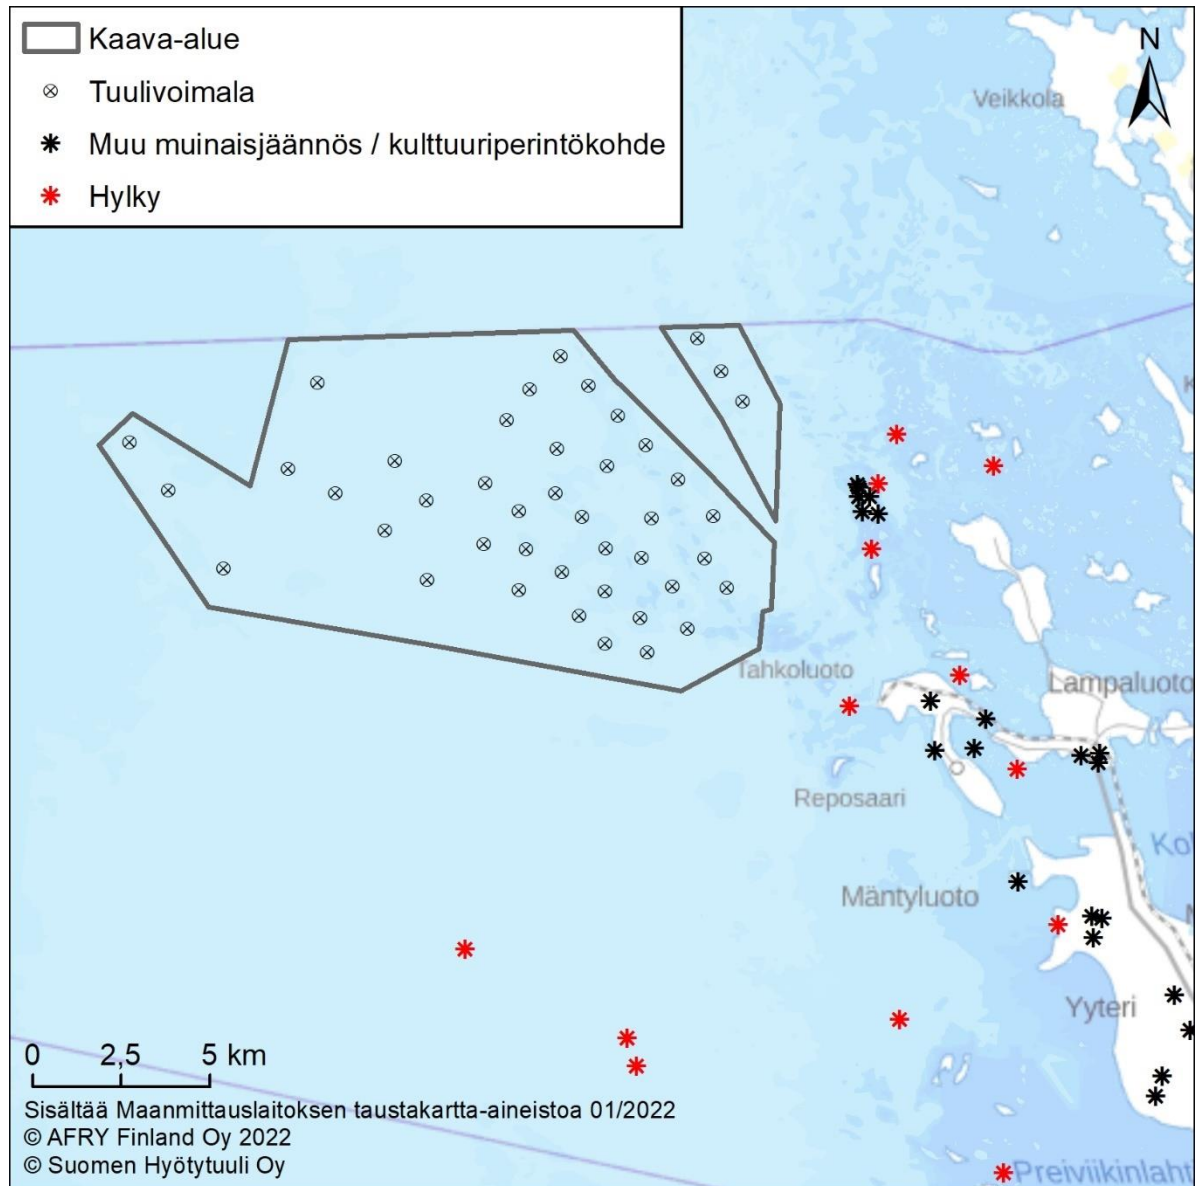 Kaava-alue
Tuulivoimala
Muu muinaisjäännös / kulttuuriperintökohde
Hylky
N
Veikkola
Tahkoluoto
Lampaluoto
Reposaari
Mäntyluoto
Yyteri
0 2,5 5 km
Sisältää Maanmittauslaitoksen taustakartta-aineistoa 01/2022
© AFRY Finland Oy 2022
© Suomen Hyötytuuli Oy
Preiviikinlahti